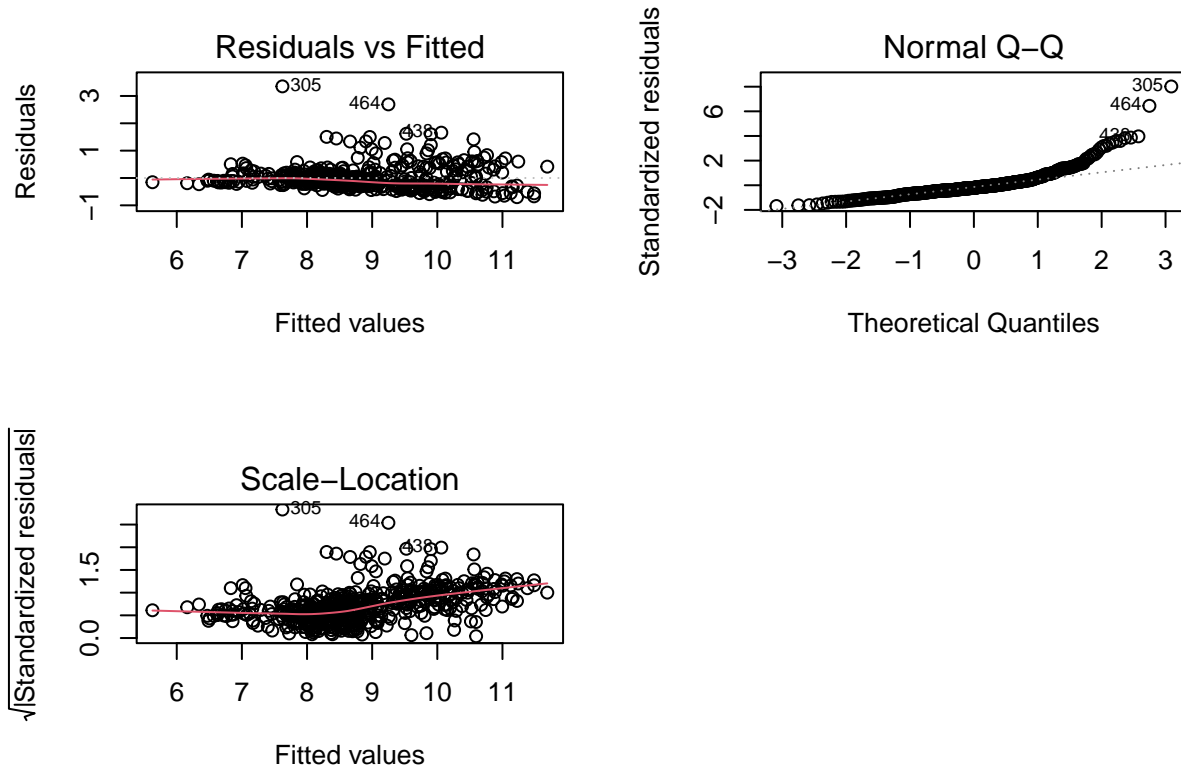 Residuals vs Fitted
Residuals
3
1
−1
305
464
438
6 7 8 9 10 11
Fitted values
Normal Q−Q
Standardized residuals
6
2
−2
305
464
438
−3 −2 −1 0 1 2 3
Theoretical Quantiles
Scale−Location
√|Standardized residuals|
1.5
0.0
305
464
438
6 7 8 9 10 11
Fitted values